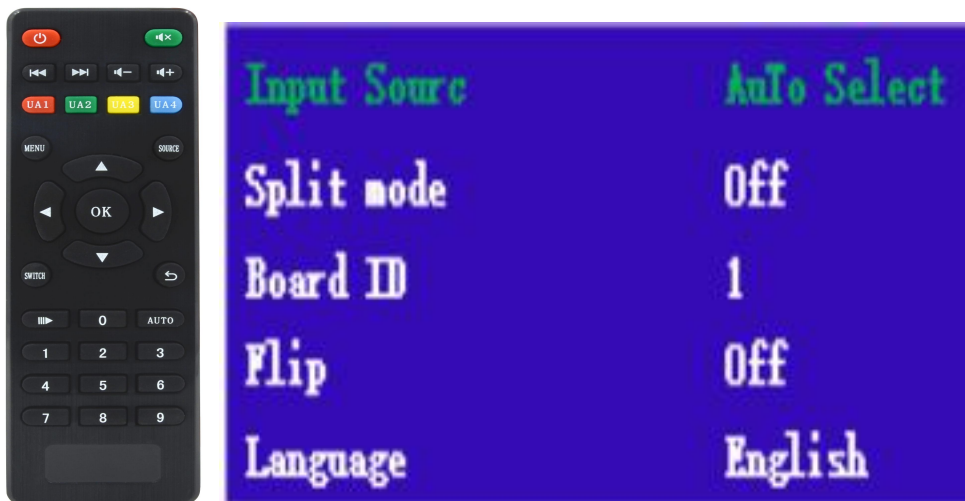 UA1 UA2 UA3 UA4
MENU SOURCE
OK
SWITCH
0 AUTO
1 2 3
4 5 6
7 8 9
Input Sourc AuTo Select
Split mode Off
Board ID 1
Flip Off
Language English